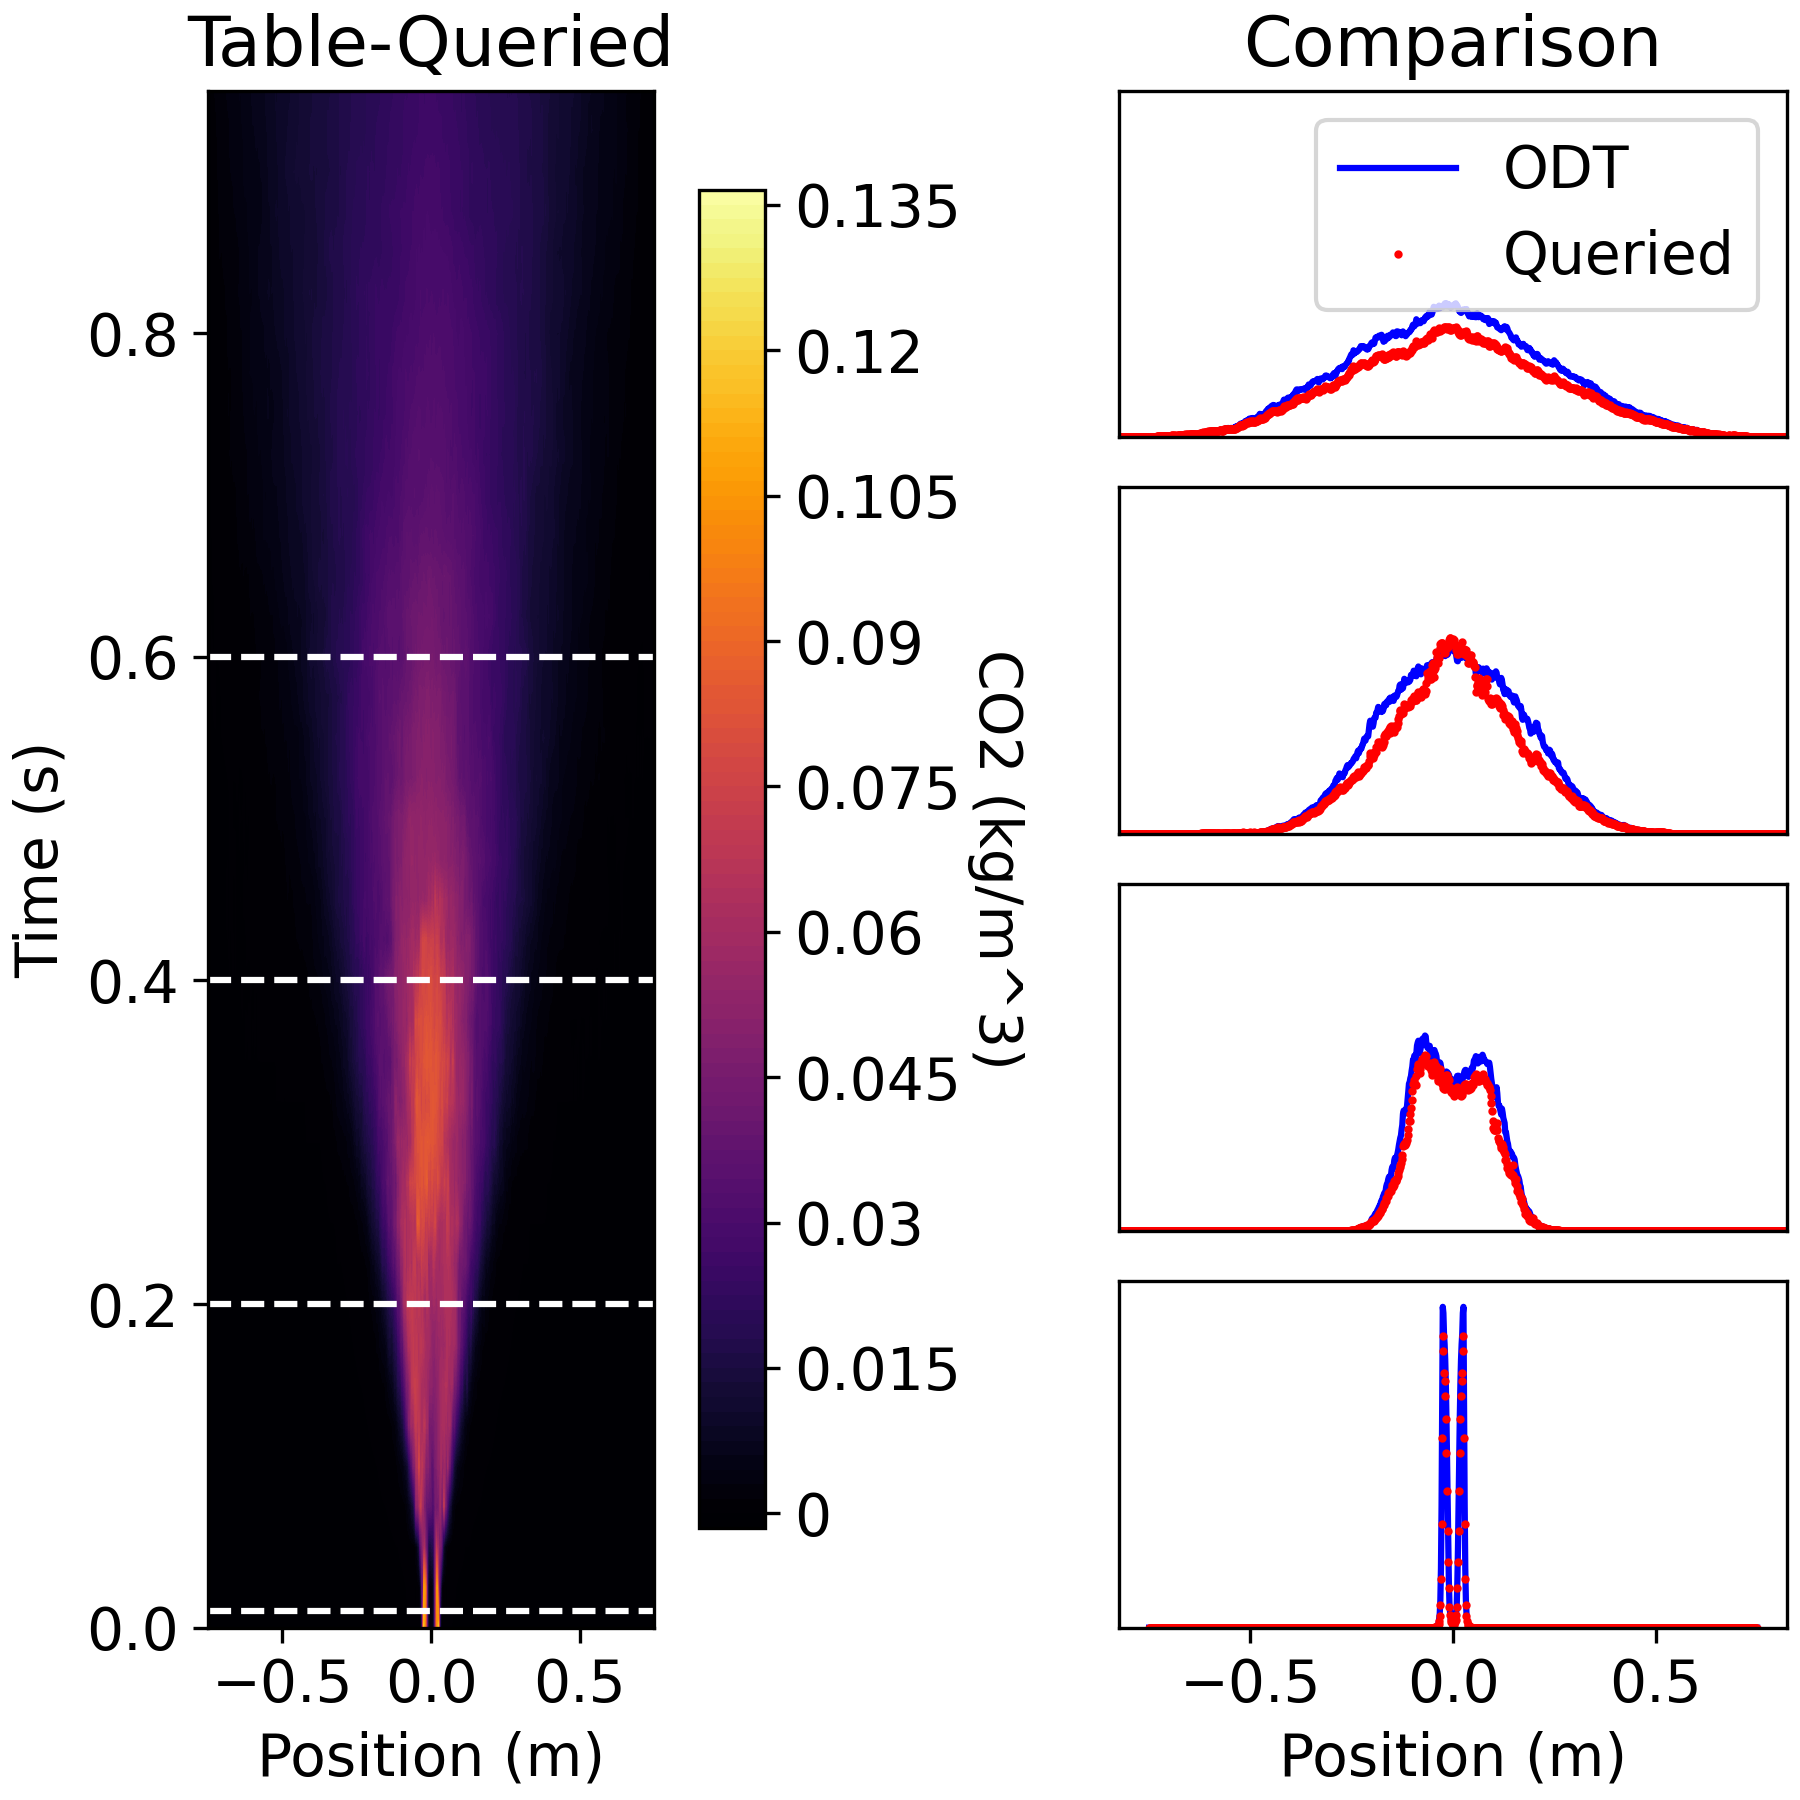 Table-Queried
Time (s)
0.8
0.6
0.4
0.2
0.0
−0.5 0.0 0.5
Position (m)
0.135
0.12
0.105
0.09
0.075
0.06
0.045
0.03
0.015
0
CO2 (kg/m^3)
Comparison
ODT
Queried
−0.5 0.0 0.5
Position (m)